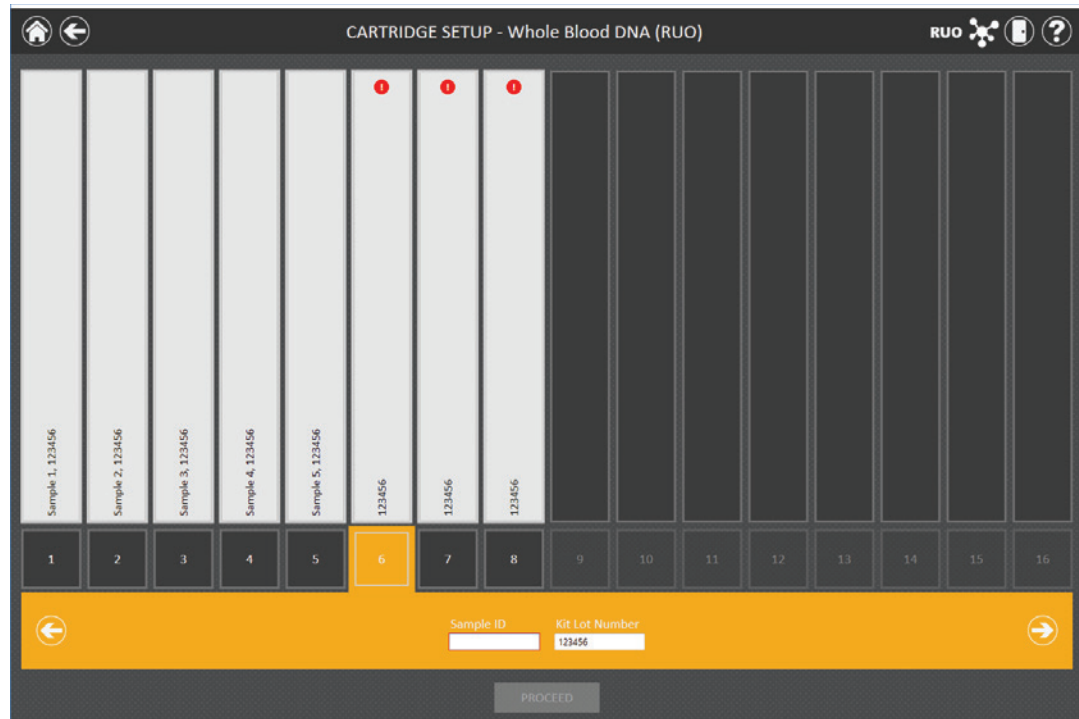 CARTRIDGE SETUP - Whole Blood DNA (RUO)
RUO
?
!
!
!
Sample 1, 123456
Sample 2, 123456
Sample 3, 123456
Sample 4, 123456
Sample 5, 123456
123456
123456
123456
1 2 3 4 5 6 7 8 9 10 11 12 13 14 15 16
Sample ID Kit Lot Number
123456
PROCEED